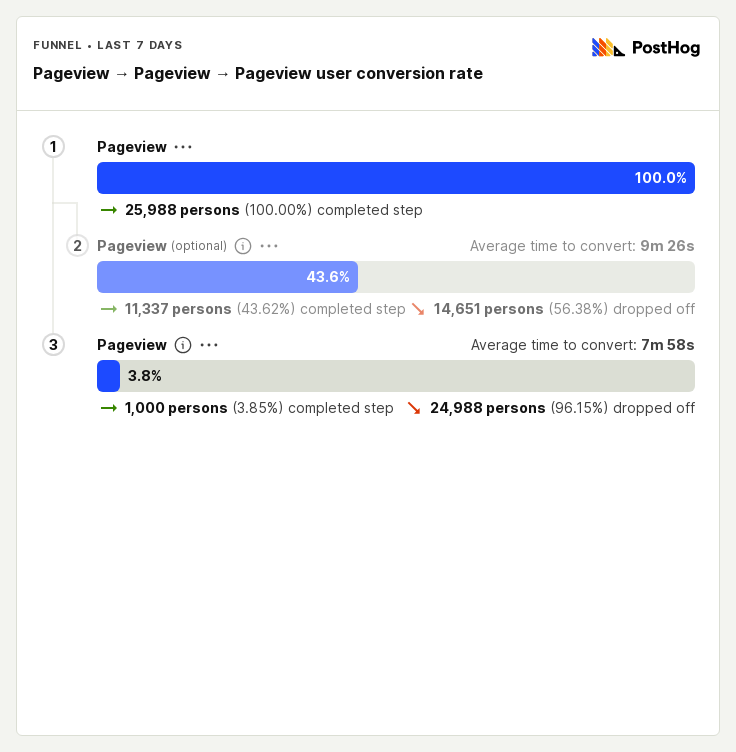 FUNNEL • LAST 7 DAYS
PostHog
Pageview → Pageview → Pageview user conversion rate
1 Pageview ···
100.0%
→ 25,988 persons (100.00%) completed step
2 Pageview (optional) i ··· Average time to convert: 9m 26s
43.6%
→ 11,337 persons (43.62%) completed step ↘ 14,651 persons (56.38%) dropped off
3 Pageview i ··· Average time to convert: 7m 58s
3.8%
→ 1,000 persons (3.85%) completed step ↘ 24,988 persons (96.15%) dropped off